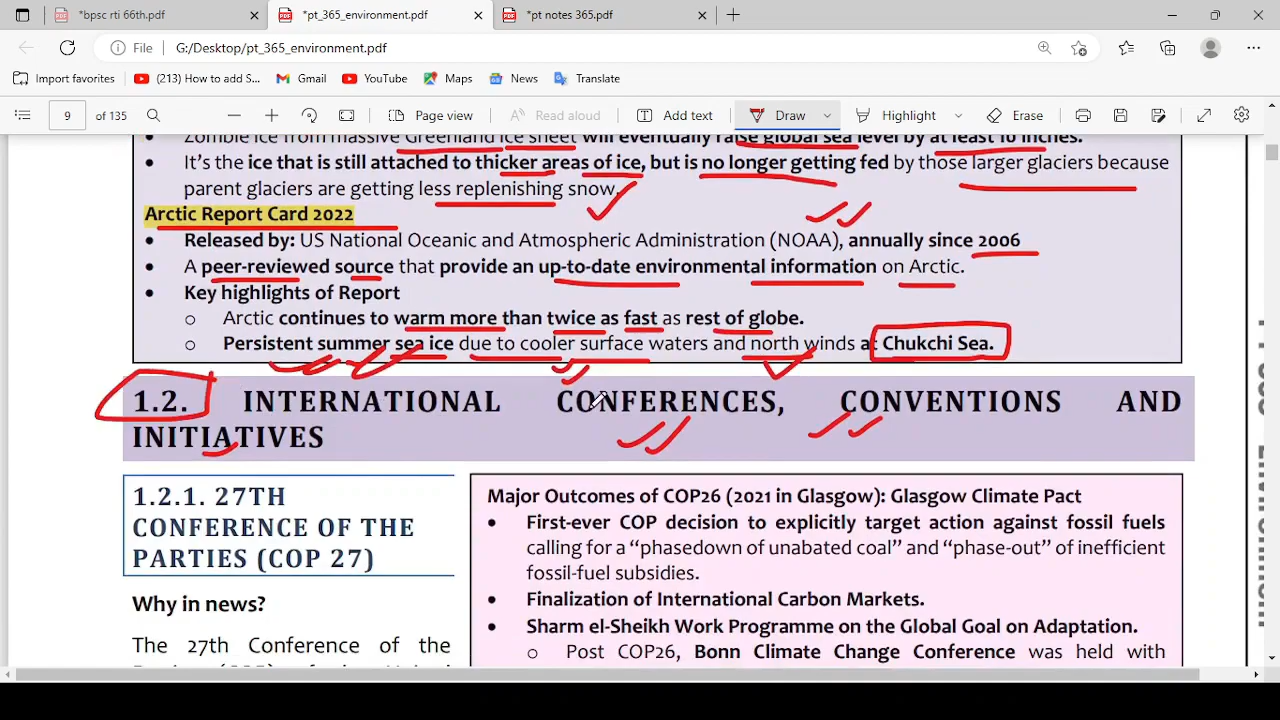 *bpsc rti 66th.pdf
*pt_365_environment.pdf
*pt notes 365.pdf
File
G:/Desktop/pt_365_environment.pdf
Import favorites
(213) How to add S...
Gmail
YouTube
Maps
News
Translate
9 of 135
Page view
Read aloud
Add text
Draw
Highlight
Erase
Zombie ice from massive Greenland ice sheet will eventually raise global sea level by at least 10 inches.
It's the ice that is still attached to thicker areas of ice, but is no longer getting fed by those larger glaciers because
parent glaciers are getting less replenishing snow.
Arctic Report Card 2022
Released by: US National Oceanic and Atmospheric Administration (NOAA), annually since 2006
A peer-reviewed source that provide an up-to-date environmental information on Arctic.
Key highlights of Report
Arctic continues to warm more than twice as fast as rest of globe.
Persistent summer sea ice due to cooler surface waters and north winds at Chukchi Sea.
1.2. INTERNATIONAL CONFERENCES, CONVENTIONS AND
INITIATIVES
1.2.1. 27TH
CONFERENCE OF THE
PARTIES (COP 27)
Why in news?
The 27th Conference of the
Major Outcomes of COP26 (2021 in Glasgow): Glasgow Climate Pact
First-ever COP decision to explicitly target action against fossil fuels
calling for a "phasedown of unabated coal" and "phase-out" of inefficient
fossil-fuel subsidies.
Finalization of International Carbon Markets.
Sharm el-Sheikh Work Programme on the Global Goal on Adaptation.
Post COP26, Bonn Climate Change Conference was held with